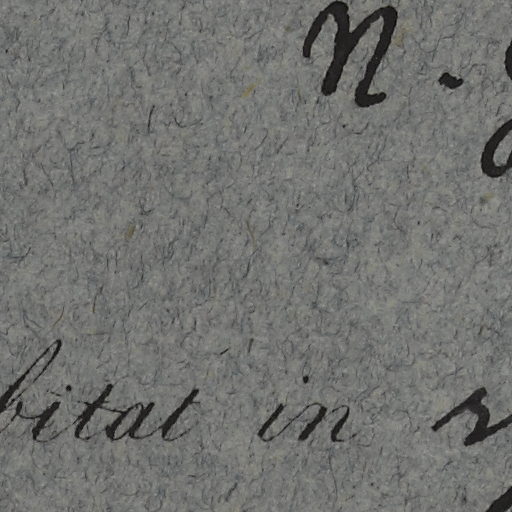 N.
bitat in